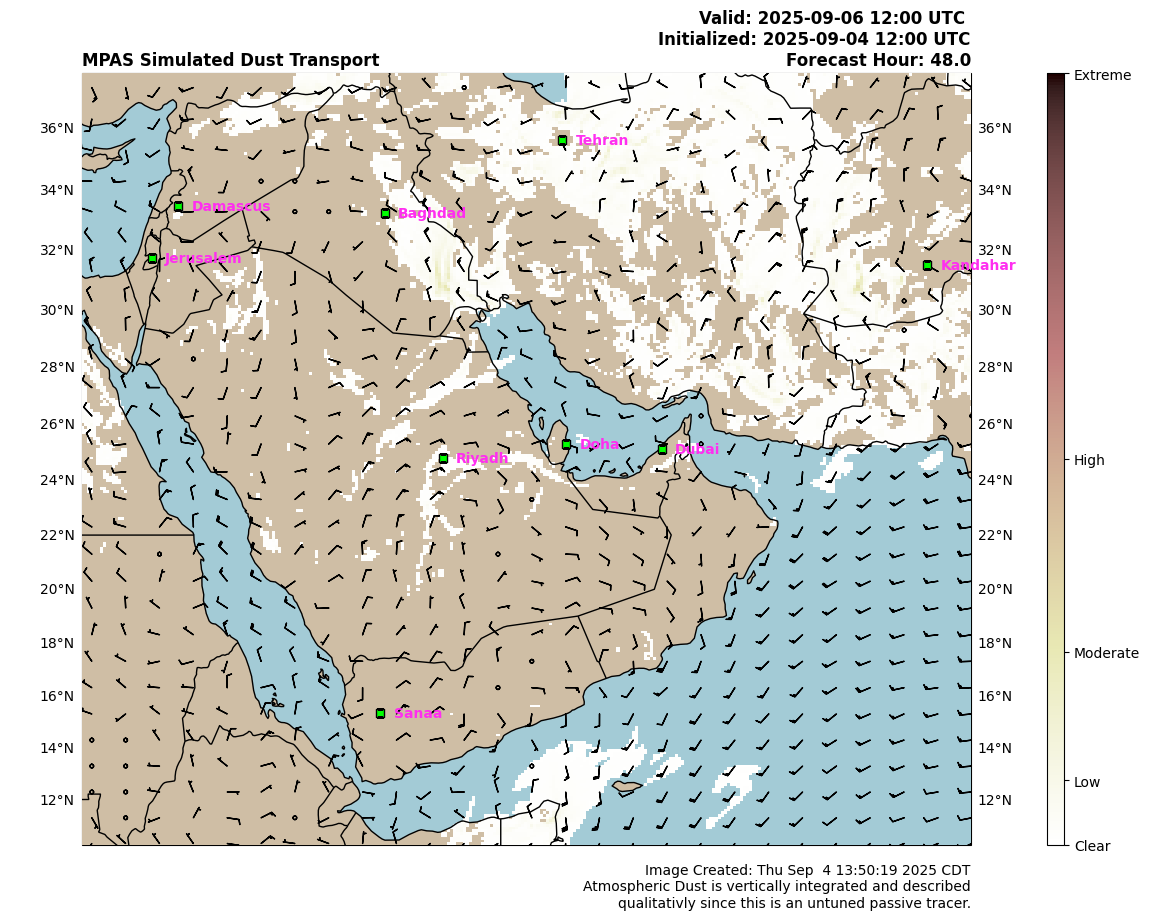 Valid: 2025-09-06 12:00 UTC
Initialized: 2025-09-04 12:00 UTC
MPAS Simulated Dust Transport Forecast Hour: 48.0
Extreme
36°N 36°N
Tehran
34°N 34°N
Damascus
Baghdad
32°N 32°N
Jerusalem
Kandahar
30°N 30°N
28°N 28°N
26°N 26°N
Doha
Dubai
Riyadh
High
24°N 24°N
22°N 22°N
20°N 20°N
18°N 18°N
Moderate
16°N 16°N
Sanaa
14°N 14°N
Low
12°N 12°N
Clear
Image Created: Thu Sep  4 13:50:19 2025 CDT
Atmospheric Dust is vertically integrated and described
qualitativly since this is an untuned passive tracer.